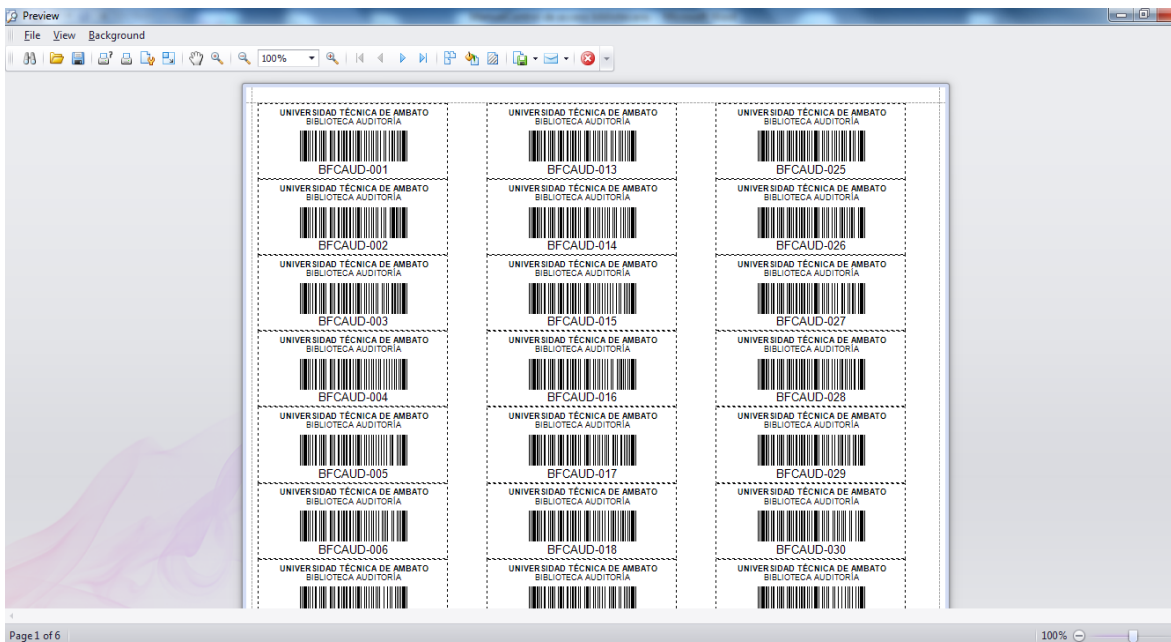 Preview
File View Background
100%
UNIVERSIDAD TÉCNICA DE AMBATO
BIBLIOTECA AUDITORÍA
BFCAUD-001
UNIVERSIDAD TÉCNICA DE AMBATO
BIBLIOTECA AUDITORÍA
BFCAUD-013
UNIVERSIDAD TÉCNICA DE AMBATO
BIBLIOTECA AUDITORÍA
BFCAUD-025
UNIVERSIDAD TÉCNICA DE AMBATO
BIBLIOTECA AUDITORÍA
BFCAUD-002
UNIVERSIDAD TÉCNICA DE AMBATO
BIBLIOTECA AUDITORÍA
BFCAUD-014
UNIVERSIDAD TÉCNICA DE AMBATO
BIBLIOTECA AUDITORÍA
BFCAUD-026
UNIVERSIDAD TÉCNICA DE AMBATO
BIBLIOTECA AUDITORÍA
BFCAUD-003
UNIVERSIDAD TÉCNICA DE AMBATO
BIBLIOTECA AUDITORÍA
BFCAUD-015
UNIVERSIDAD TÉCNICA DE AMBATO
BIBLIOTECA AUDITORÍA
BFCAUD-027
UNIVERSIDAD TÉCNICA DE AMBATO
BIBLIOTECA AUDITORÍA
BFCAUD-004
UNIVERSIDAD TÉCNICA DE AMBATO
BIBLIOTECA AUDITORÍA
BFCAUD-016
UNIVERSIDAD TÉCNICA DE AMBATO
BIBLIOTECA AUDITORÍA
BFCAUD-028
UNIVERSIDAD TÉCNICA DE AMBATO
BIBLIOTECA AUDITORÍA
BFCAUD-005
UNIVERSIDAD TÉCNICA DE AMBATO
BIBLIOTECA AUDITORÍA
BFCAUD-017
UNIVERSIDAD TÉCNICA DE AMBATO
BIBLIOTECA AUDITORÍA
BFCAUD-029
UNIVERSIDAD TÉCNICA DE AMBATO
BIBLIOTECA AUDITORÍA
BFCAUD-006
UNIVERSIDAD TÉCNICA DE AMBATO
BIBLIOTECA AUDITORÍA
BFCAUD-018
UNIVERSIDAD TÉCNICA DE AMBATO
BIBLIOTECA AUDITORÍA
BFCAUD-030
UNIVERSIDAD TÉCNICA DE AMBATO
BIBLIOTECA AUDITORÍA
UNIVERSIDAD TÉCNICA DE AMBATO
BIBLIOTECA AUDITORÍA
UNIVERSIDAD TÉCNICA DE AMBATO
BIBLIOTECA AUDITORÍA
Page 1 of 6
100%